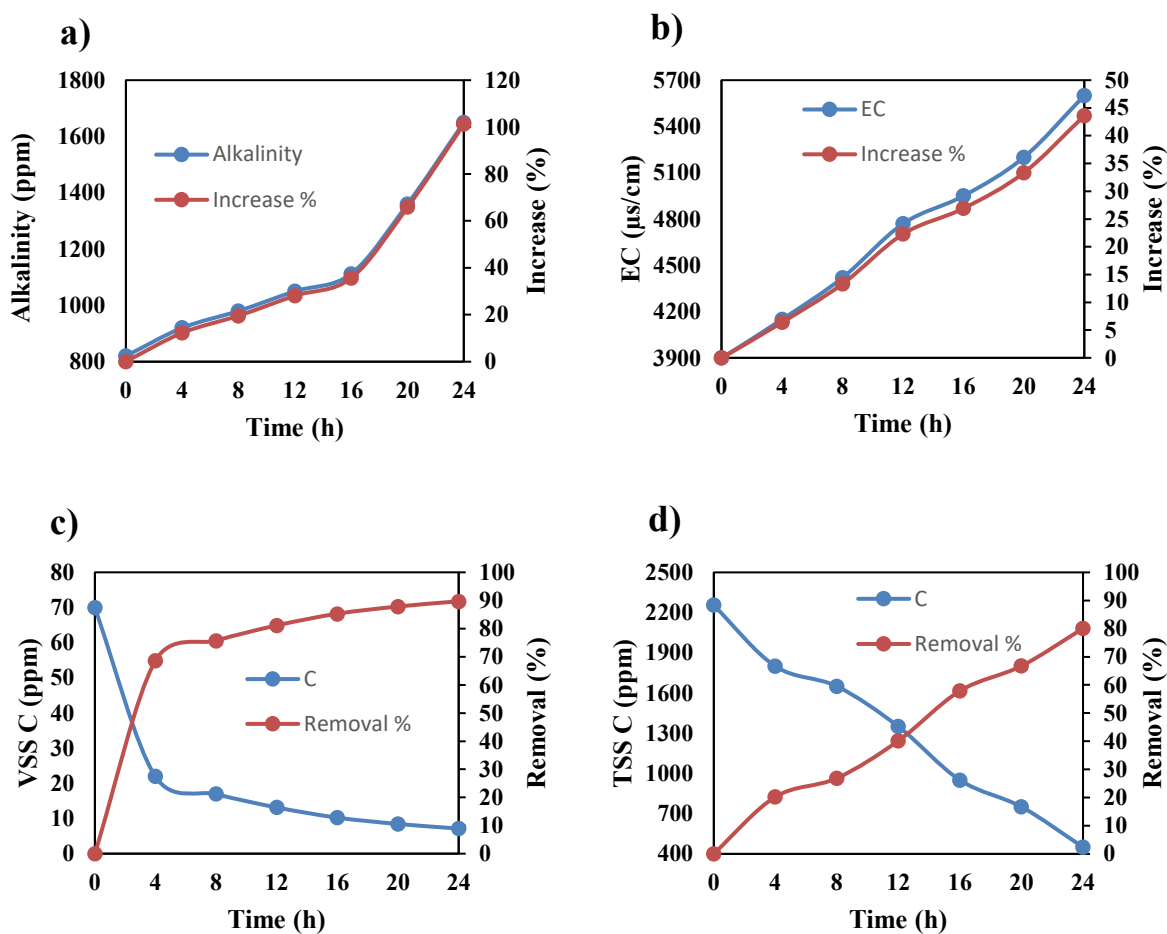 a)
Alkalinity (ppm)
1800
1600
1400
1200
1000
800
Alkalinity
Increase %
120
100
80
60
40
20
0
Increase (%)
0 4 8 12 16 20 24
Time (h)
b)
EC (µs/cm)
5700
5400
5100
4800
4500
4200
3900
EC
Increase %
50
45
40
35
30
25
20
15
10
5
0
Increase (%)
0 4 8 12 16 20 24
Time (h)
c)
VSS C (ppm)
80
70
60
50
40
30
20
10
0
C
Removal %
100
90
80
70
60
50
40
30
20
10
0
Removal (%)
0 4 8 12 16 20 24
Time (h)
d)
TSS C (ppm)
2500
2200
1900
1600
1300
1000
700
400
C
Removal %
100
90
80
70
60
50
40
30
20
10
0
Removal (%)
0 4 8 12 16 20 24
Time (h)